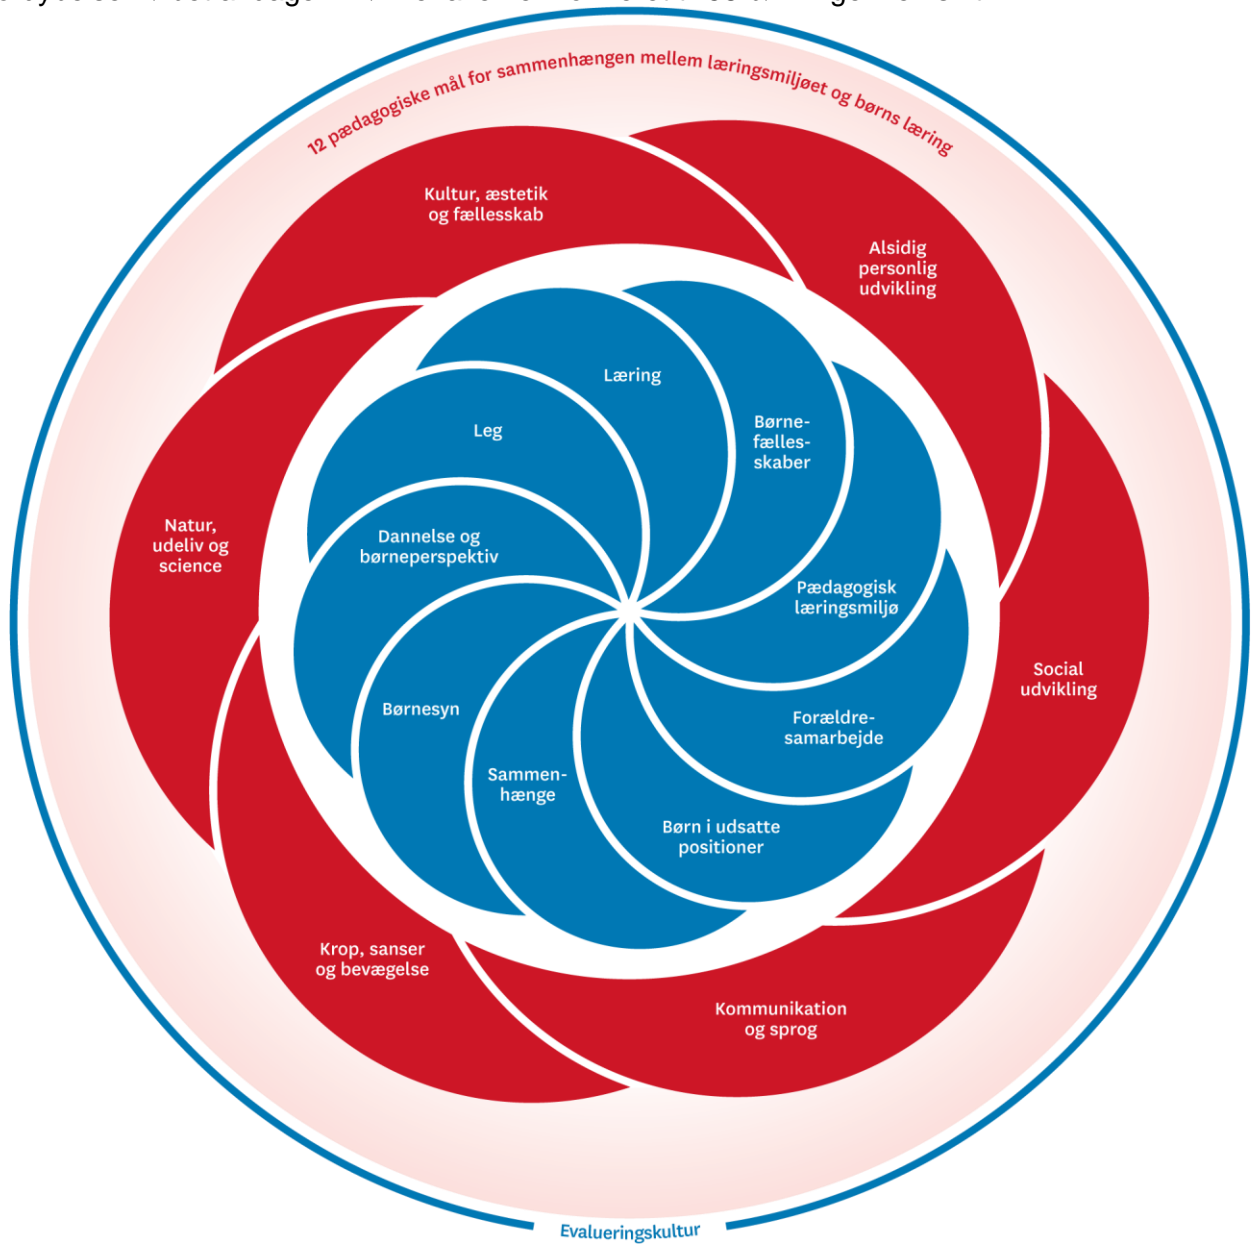 12 pædagogiske mål for sammenhængen mellem læringsmiljøet og børns læring
Kultur, æstetik
og fællesskab
Alsidig
personlig
udvikling
Læring
Børne-
fælles-
skaber
Leg
Natur,
udeliv og
science
Dannelse og
børneperspektiv
Pædagogisk
læringsmiljø
Social
udvikling
Børnesyn
Forældre-
samarbejde
Sammen-
hænge
Børn i udsatte
positioner
Krop, sanser
og bevægelse
Kommunikation
og sprog
Evalueringskultur